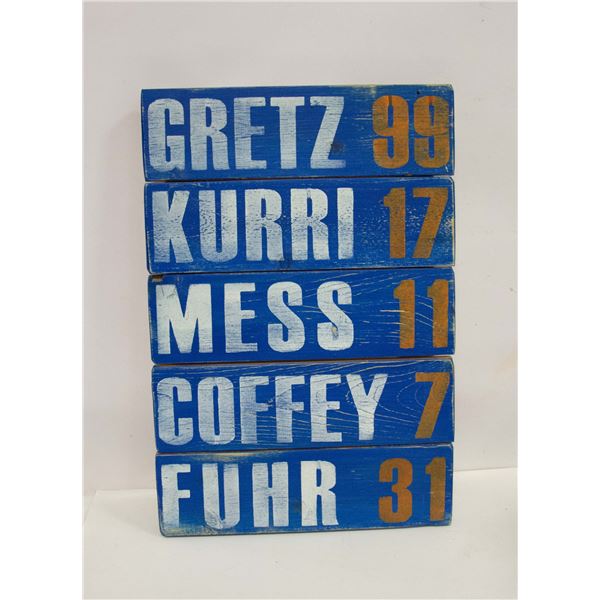 GRETZ 99
KURRI 17
MESS 11
COFFEY 7
FUHR 31